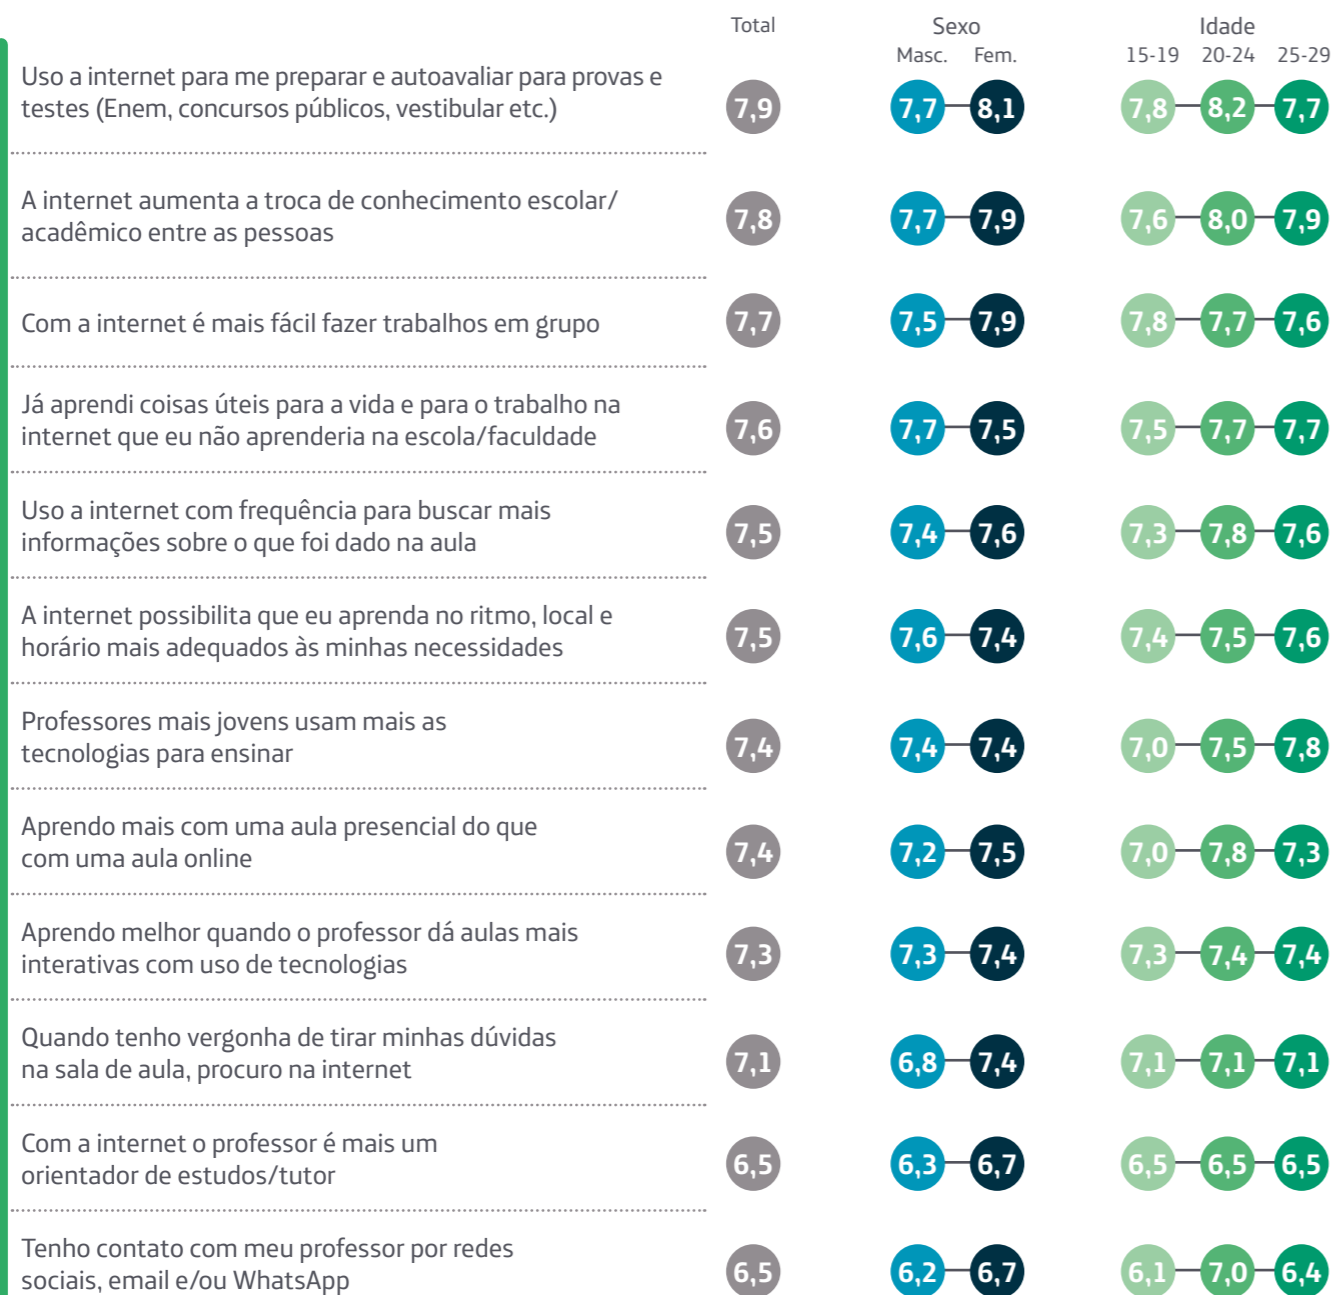 Total Sexo Idade
Masc. Fem. 15-19 20-24 25-29
Uso a internet para me preparar e autoavaliar para provas e
testes (Enem, concursos públicos, vestibular etc.)
7,9 7,7 8,1 7,8 8,2 7,7
A internet aumenta a troca de conhecimento escolar/
acadêmico entre as pessoas
7,8 7,7 7,9 7,6 8,0 7,9
Com a internet é mais fácil fazer trabalhos em grupo
7,7 7,5 7,9 7,8 7,7 7,6
Já aprendi coisas úteis para a vida e para o trabalho na
internet que eu não aprenderia na escola/faculdade
7,6 7,7 7,5 7,5 7,7 7,7
Uso a internet com frequência para buscar mais
informações sobre o que foi dado na aula
7,5 7,4 7,6 7,3 7,8 7,6
A internet possibilita que eu aprenda no ritmo, local e
horário mais adequados às minhas necessidades
7,5 7,6 7,4 7,4 7,5 7,6
Professores mais jovens usam mais as
tecnologias para ensinar
7,4 7,4 7,4 7,0 7,5 7,8
Aprendo mais com uma aula presencial do que
com uma aula online
7,4 7,2 7,5 7,0 7,8 7,3
Aprendo melhor quando o professor dá aulas mais
interativas com uso de tecnologias
7,3 7,3 7,4 7,3 7,4 7,4
Quando tenho vergonha de tirar minhas dúvidas
na sala de aula, procuro na internet
7,1 6,8 7,4 7,1 7,1 7,1
Com a internet o professor é mais um
orientador de estudos/tutor
6,5 6,3 6,7 6,5 6,5 6,5
Tenho contato com meu professor por redes
sociais, email e/ou WhatsApp
6,5 6,2 6,7 6,1 7,0 6,4